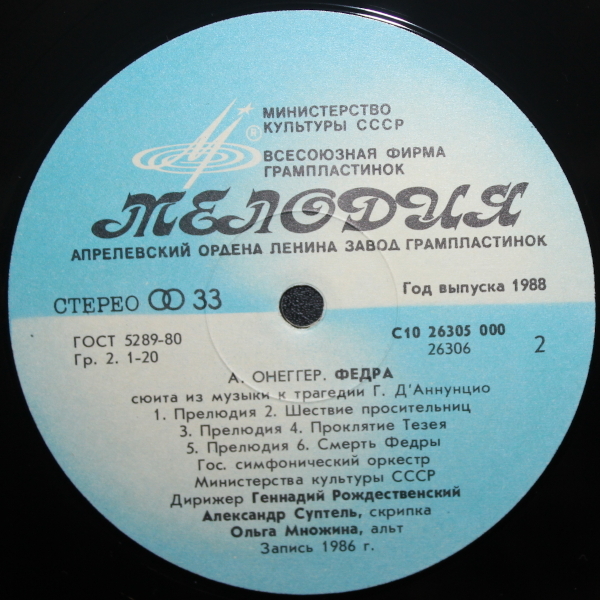 МИНИСТЕРСТВО
КУЛЬТУРЫ СССР
®
ВСЕСОЮЗНАЯ ФИРМА
ГРАМПЛАСТИНОК
МЕЛОДИЯ
АПРЕЛЕВСКИЙ ОРДЕНА ЛЕНИНА ЗАВОД ГРАМПЛАСТИНОК
СТЕРЕО 33
Год выпуска 1988
ГОСТ 5289-80
Гр. 2. 1-20
С10 26305 000
26306
2
А. ОНЕГГЕР. ФЕДРА
сюита из музыки к трагедии Г. Д'Аннунцио
1. Прелюдия 2. Шествие просительниц
3. Прелюдия 4. Проклятие Тезея
5. Прелюдия 6. Смерть Федры
Гос. симфонический оркестр
Министерства культуры СССР
Дирижер Геннадий Рождественский
Александр Суптель, скрипка
Ольга Множина, альт
Запись 1986 г.